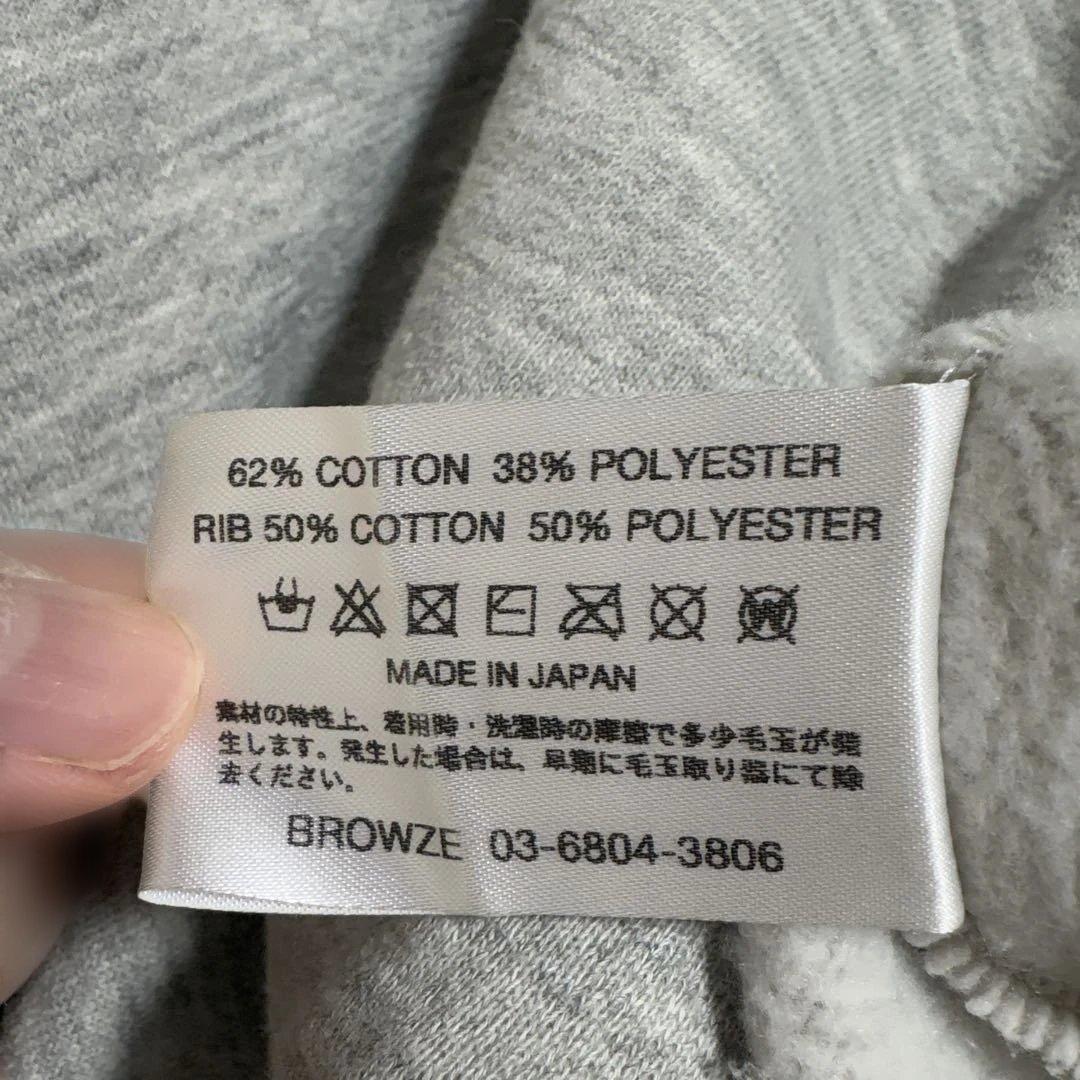 62% COTTON 38% POLYESTER
RIB 50% COTTON 50% POLYESTER
W
MADE IN JAPAN
素材の特性上、着用時・洗濯時の摩擦で多少毛玉が発
生します。発生した場合は、早期に毛玉取り器にて除
去ください。
BROWZE 03-6804-3806